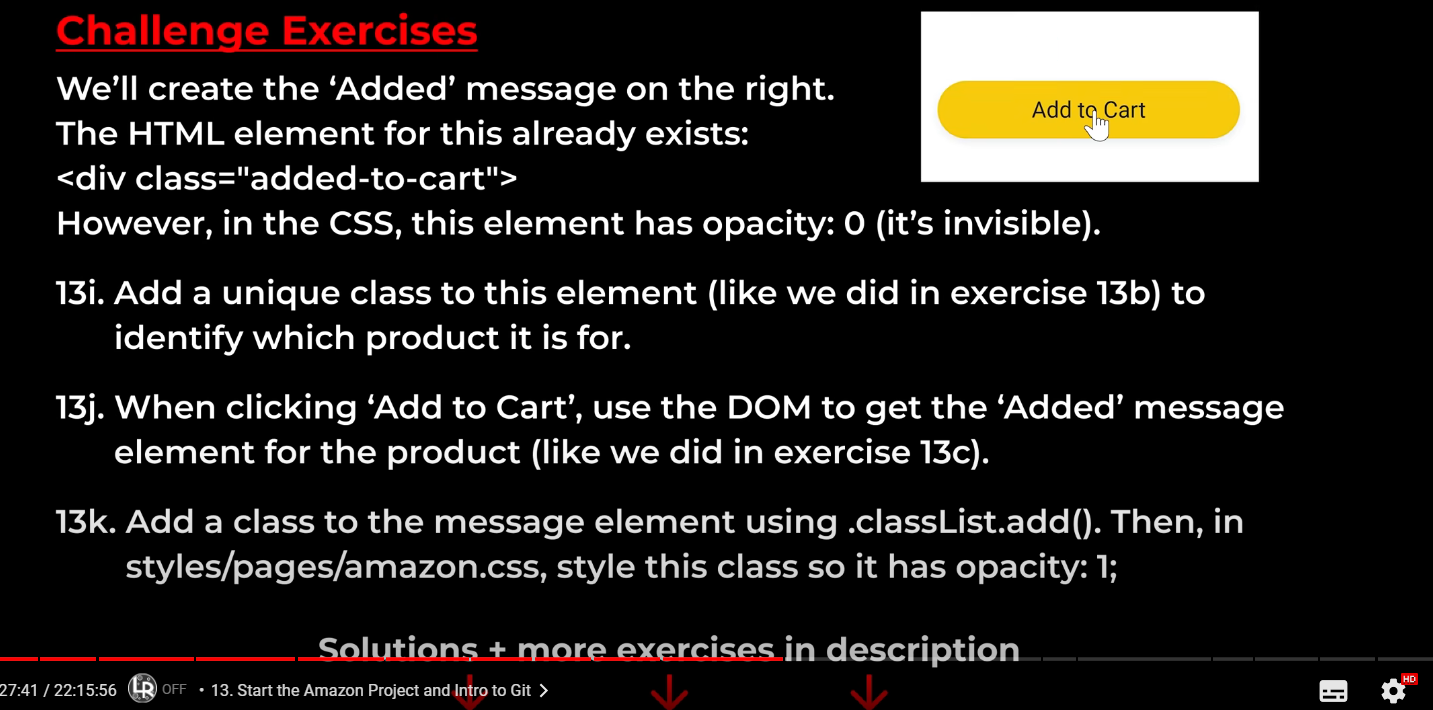 Challenge Exercises
We'll create the ‘Added’ message on the right.
The HTML element for this already exists:
<div class="added-to-cart">
However, in the CSS, this element has opacity: 0 (it’s invisible).
Add to Cart
13i. Add a unique class to this element (like we did in exercise 13b) to
identify which product it is for.
13j. When clicking ‘Add to Cart’, use the DOM to get the ‘Added’ message
element for the product (like we did in exercise 13c).
13k. Add a class to the message element using .classList.add(). Then, in
styles/pages/amazon.css, style this class so it has opacity: 1;
Solutions + more exercises in description
27:41 / 22:15:56 LR OFF • 13. Start the Amazon Project and Intro to Git
HD